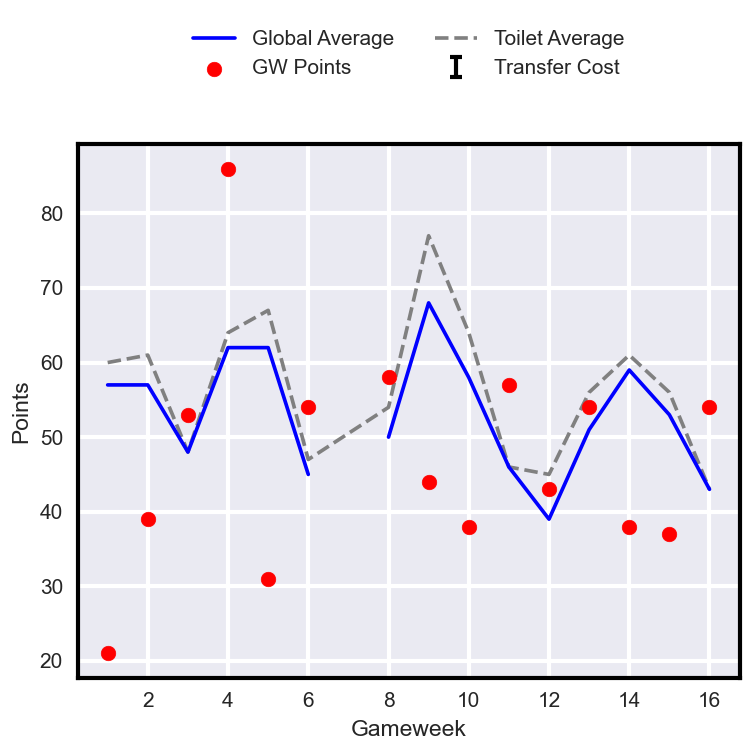 Global Average
Toilet Average
GW Points
Transfer Cost
80
70
60
50
40
30
20
Points
2 4 6 8 10 12 14 16
Gameweek